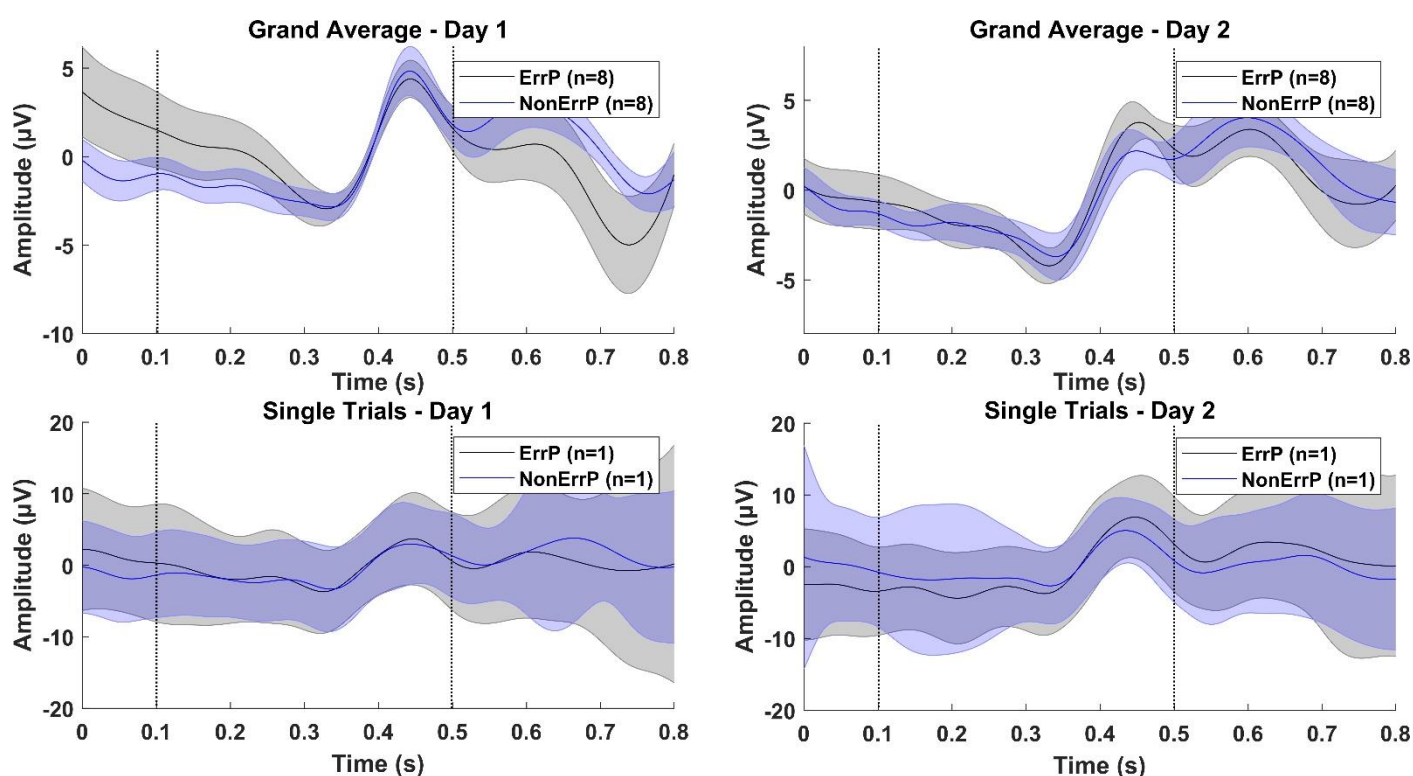 Grand Average - Day 1
ErrP (n=8)
NonErrP (n=8)
Amplitude (µV)
5
0
-5
-10
0 0.1 0.2 0.3 0.4 0.5 0.6 0.7 0.8
Time (s)
Grand Average - Day 2
ErrP (n=8)
NonErrP (n=8)
Amplitude (µV)
5
0
-5
0 0.1 0.2 0.3 0.4 0.5 0.6 0.7 0.8
Time (s)
Single Trials - Day 1
ErrP (n=1)
NonErrP (n=1)
Amplitude (µV)
20
10
0
-10
-20
0 0.1 0.2 0.3 0.4 0.5 0.6 0.7 0.8
Time (s)
Single Trials - Day 2
ErrP (n=1)
NonErrP (n=1)
Amplitude (µV)
20
10
0
-10
-20
0 0.1 0.2 0.3 0.4 0.5 0.6 0.7 0.8
Time (s)